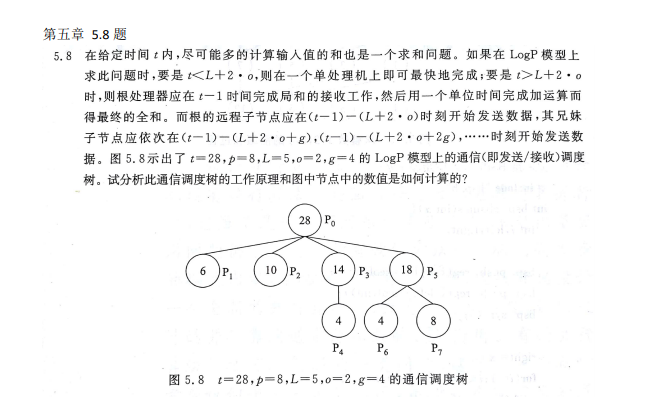 第五章 5.8 题
5.8 在给定时间 t 内,尽可能多的计算输入值的和也是一个求和问题。如果在 LogP 模型上
求此问题时,要是 t<L+2·o,则在一个单处理机上即可最快地完成;要是 t>L+2·o
时,则根处理器应在 t-1 时间完成局和的接收工作,然后用一个单位时间完成加运算而
得最终的全和。而根的远程子节点应在(t-1)-(L+2·o)时刻开始发送数据,其兄妹
子节点应依次在(t-1)-(L+2·o+g),(t-1)-(L+2·o+2g),……时刻开始发送数
据。图 5.8示出了 t=28,p=8,L=5,o=2,g=4 的 LogP 模型上的通信(即发送/接收)调度
树。试分析此通信调度树的工作原理和图中节点中的数值是如何计算的?
28 P0
6 P1 10 P2 14 P3 18 P5
4 4 8
P4 P6 P7
图 5.8 t=28,p=8,L=5,o=2,g=4 的通信调度树